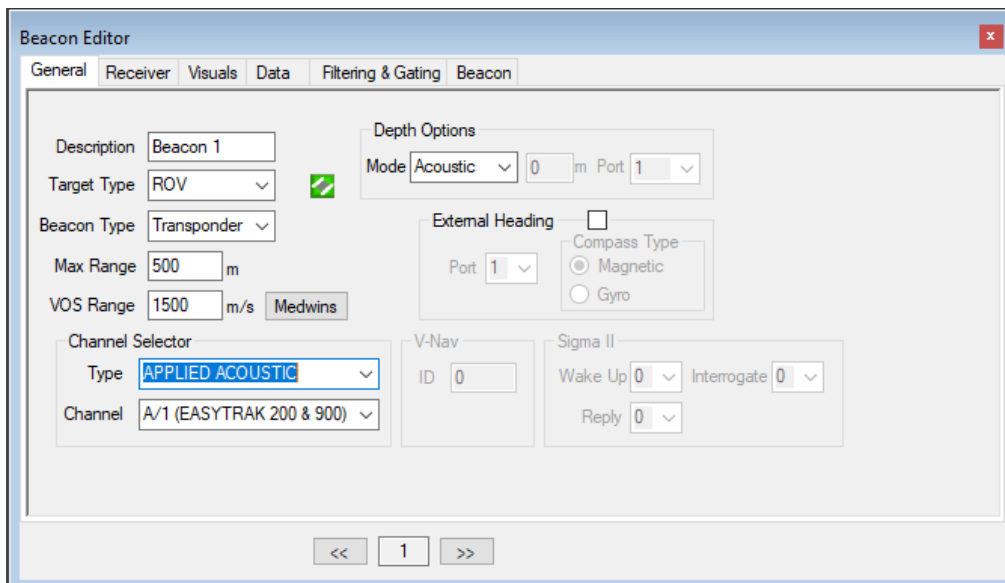 Beacon Editor
x
General Receiver Visuals Data Filtering & Gating Beacon
Description Beacon 1
Target Type ROV
Beacon Type Transponder
Max Range 500 m
VOS Range 1500 m/s Medwins
Depth Options
Mode Acoustic 0 m Port 1
External Heading
Port 1
Compass Type
Magnetic
Gyro
Channel Selector
Type APPLIED ACOUSTIC
Channel A/1 (EASYTRAK 200 & 900)
V-Nav
ID 0
Sigma II
Wake Up 0 Interrogate 0
Reply 0
<< 1 >>